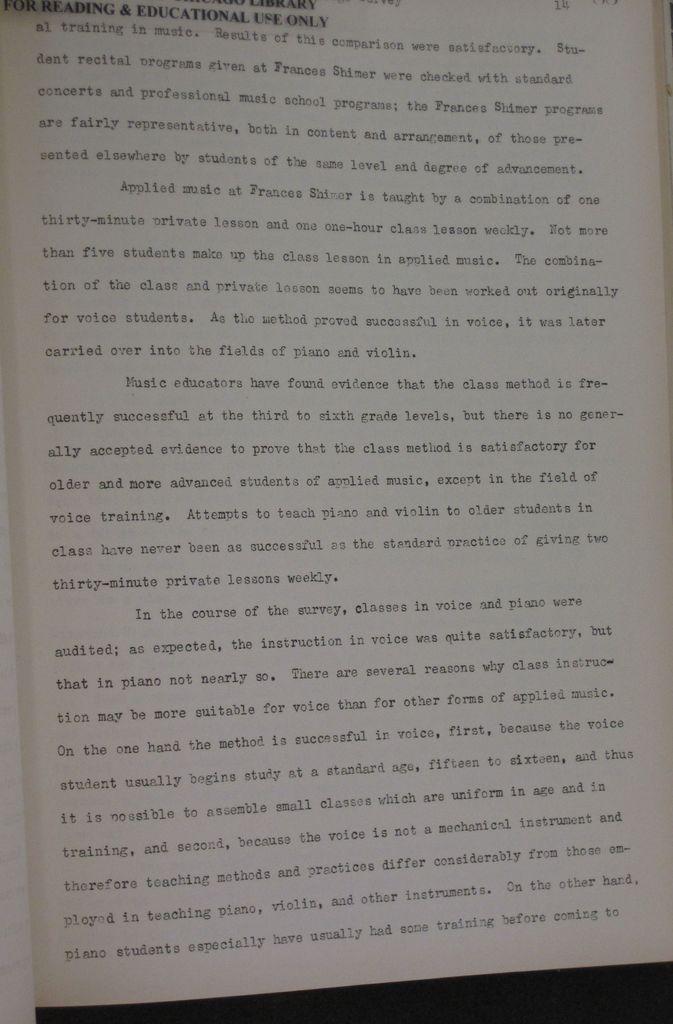 LIBRARY
FOR READING & EDUCATIONAL USE ONLY
Survey
14
al training in music. Results of this comparison were satisfactory. Stu-
dent recital programs given at Frances Shimer were checked with standard
concerts and professional music school programs; the Frances Shimer programs
are fairly representative, both in content and arrangement, of those pre-
sented elsewhere by students of the same level and degree of advancement.
Applied music at Frances Shimer is taught by a combination of one
thirty-minute private lesson and one one-hour class lesson weekly. Not more
than five students make up the class lesson in applied music. The combina-
tion of the class and private lesson seems to have been worked out originally
for voice students. As the method proved successful in voice, it was later
carried over into the fields of piano and violin.
Music educators have found evidence that the class method is fre-
quently successful at the third to sixth grade levels, but there is no gener-
ally accepted evidence to prove that the class method is satisfactory for
older and more advanced students of applied music, except in the field of
voice training. Attempts to teach piano and violin to older students in
class have never been as successful as the standard practice of giving two
thirty-minute private lessons weekly.
In the course of the survey, classes in voice and piano were
audited; as expected, the instruction in voice was quite satisfactory, but
that in piano not nearly so. There are several reasons why class instruc-
tion may be more suitable for voice than for other forms of applied music.
On the one hand the method is successful in voice, first, because the voice
student usually begins study at a standard age, fifteen to sixteen, and thus
it is possible to assemble small classes which are uniform in age and in
training, and second, because the voice is not a mechanical instrument and
therefore teaching methods and practices differ considerably from those em-
ployed in teaching piano, violin, and other instruments. On the other hand,
piano students especially have usually had some training before coming to